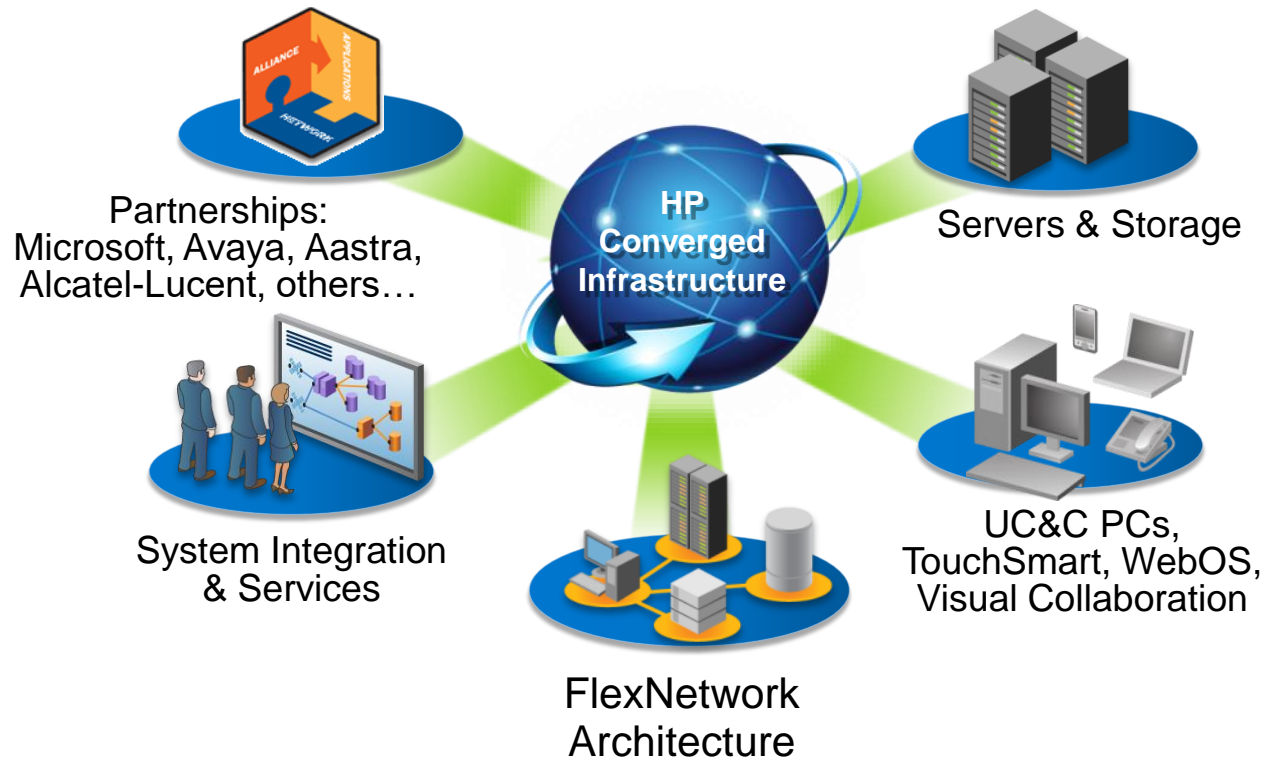 ALLIANCE
APPLICATIONS
NETWORK
Partnerships:
Microsoft, Avaya, Aastra,
Alcatel-Lucent, others…
HP
Converged
Infrastructure
Servers & Storage
System Integration
& Services
UC&C PCs,
TouchSmart, WebOS,
Visual Collaboration
FlexNetwork
Architecture